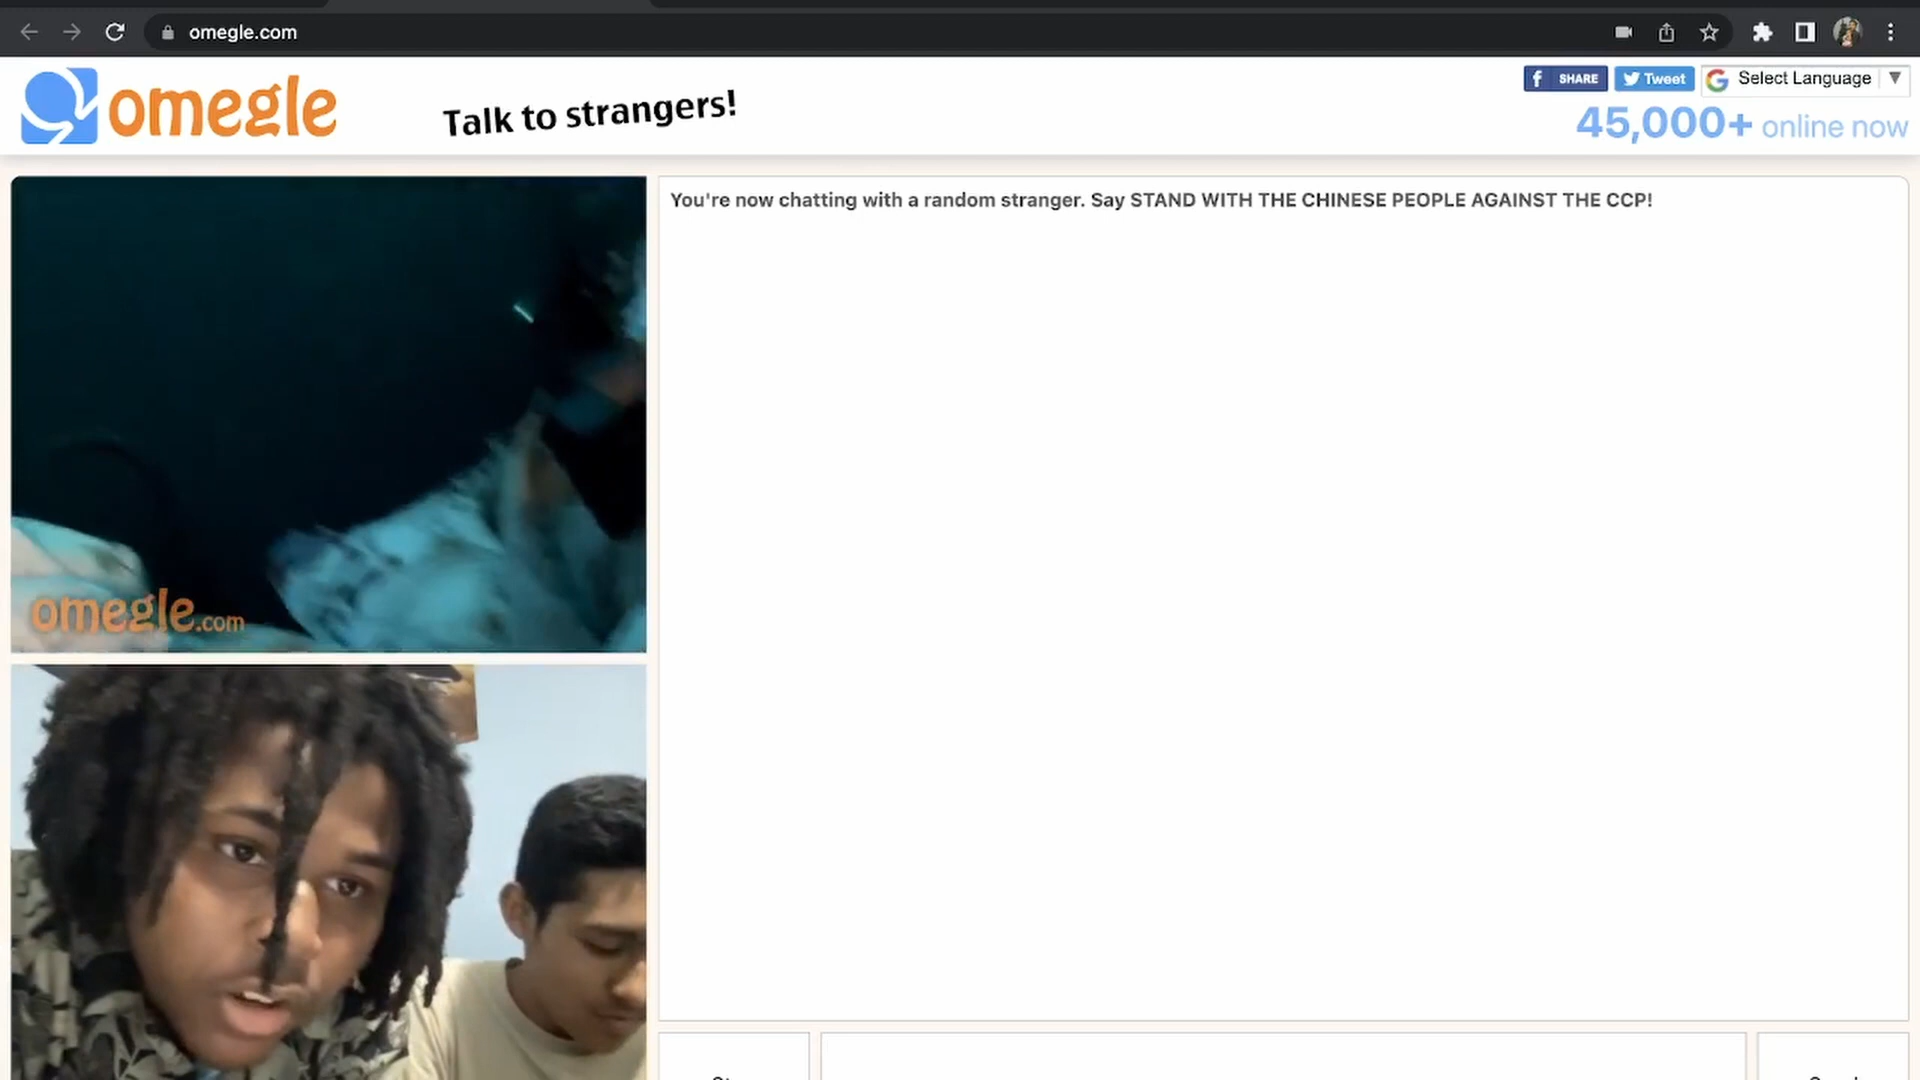 omegle.com
omegle
Talk to strangers!
SHARE
Tweet
Select Language
45,000+ online now
You're now chatting with a random stranger. Say STAND WITH THE CHINESE PEOPLE AGAINST THE CCP!
omegle.com